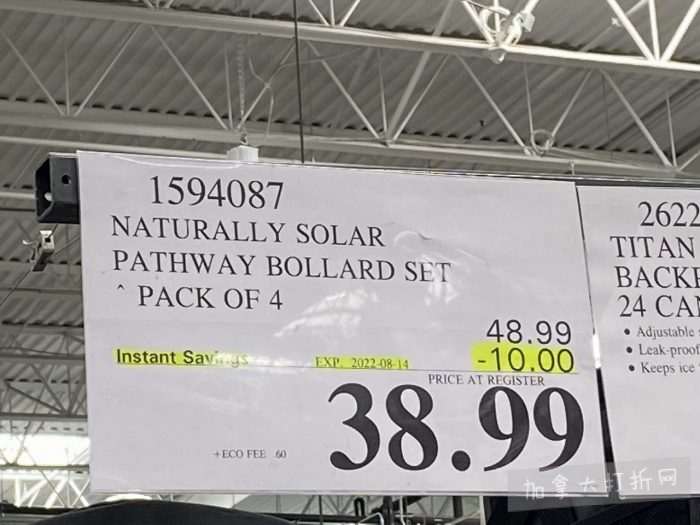 1594087
NATURALLY SOLAR
PATHWAY BOLLARD SET
^ PACK OF 4
48.99
Instant Savings EXP. 2022-08-14 -10.00
PRICE AT REGISTER
38.99
+ECO FEE 60
2622
TITAN
24 CA
• Adjustable
• Leak-proof
• Keeps ice
加拿大打折网